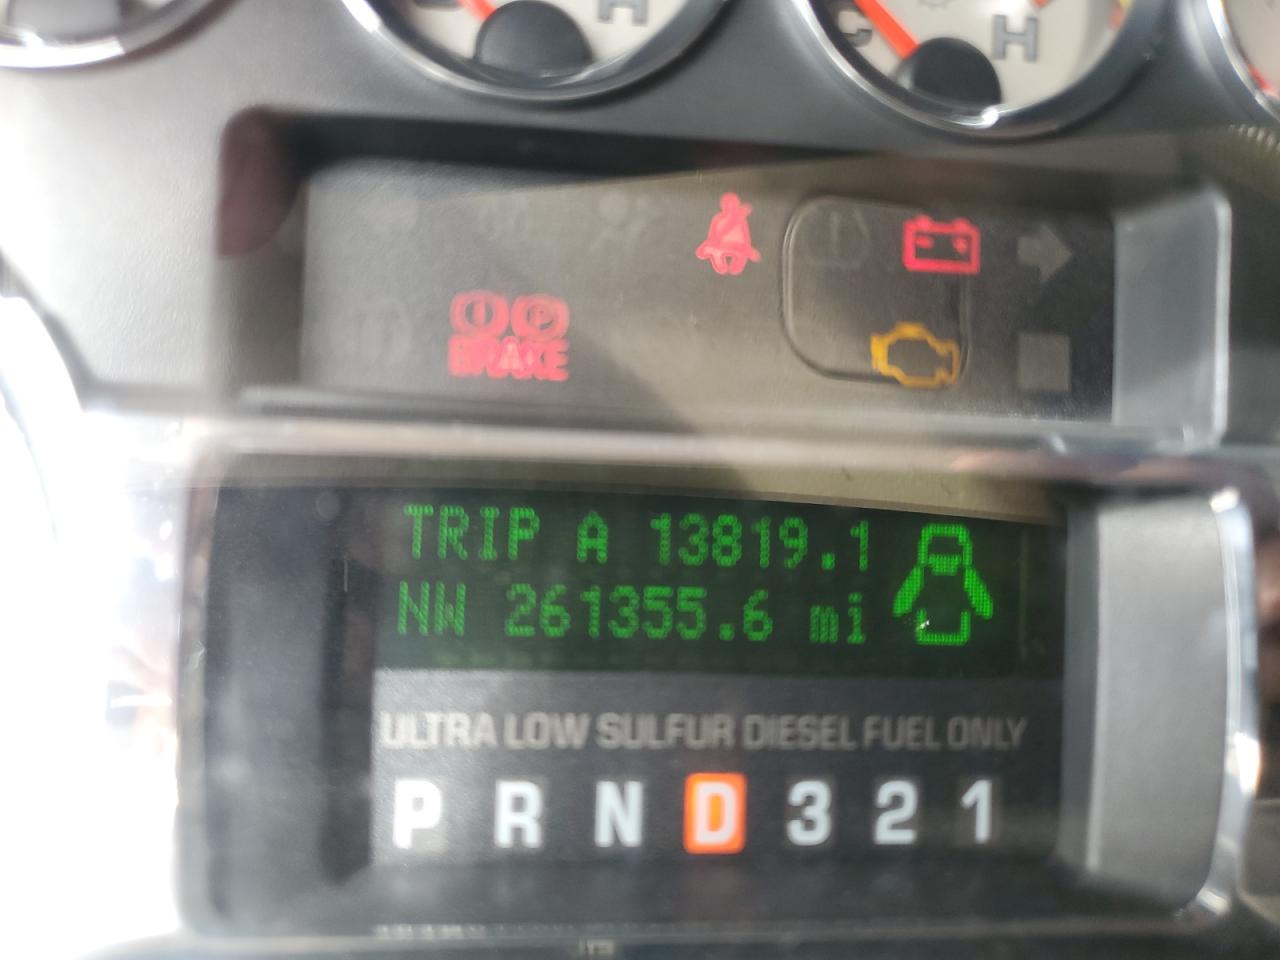 H
C H
BRAKE
TRIP A 13819.1
NW 261355.6 mi
ULTRA LOW SULFUR DIESEL FUEL ONLY
P R N D 3 2 1